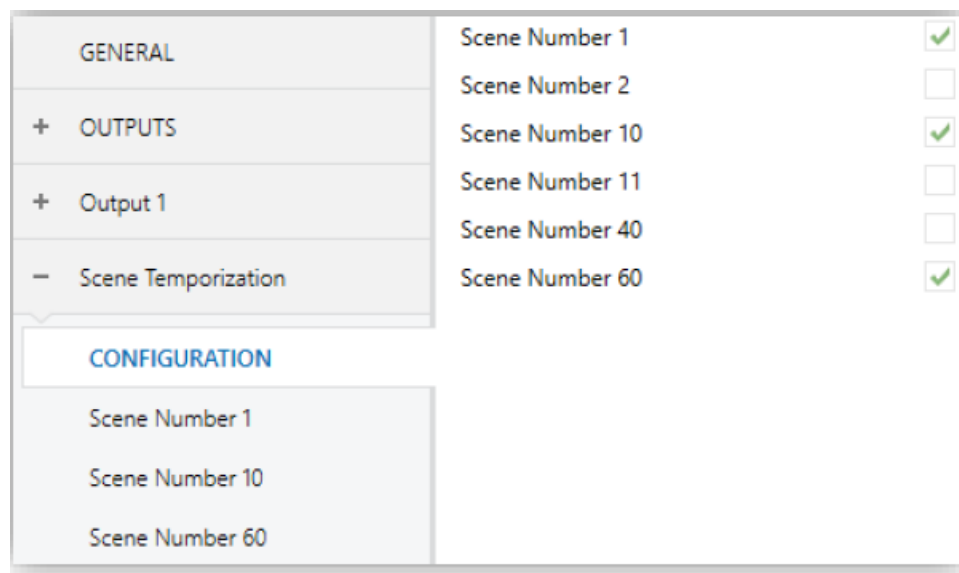 GENERAL
+ OUTPUTS
+ Output 1
− Scene Temporization
CONFIGURATION
Scene Number 1
Scene Number 10
Scene Number 60
Scene Number 1
Scene Number 2
Scene Number 10
Scene Number 11
Scene Number 40
Scene Number 60